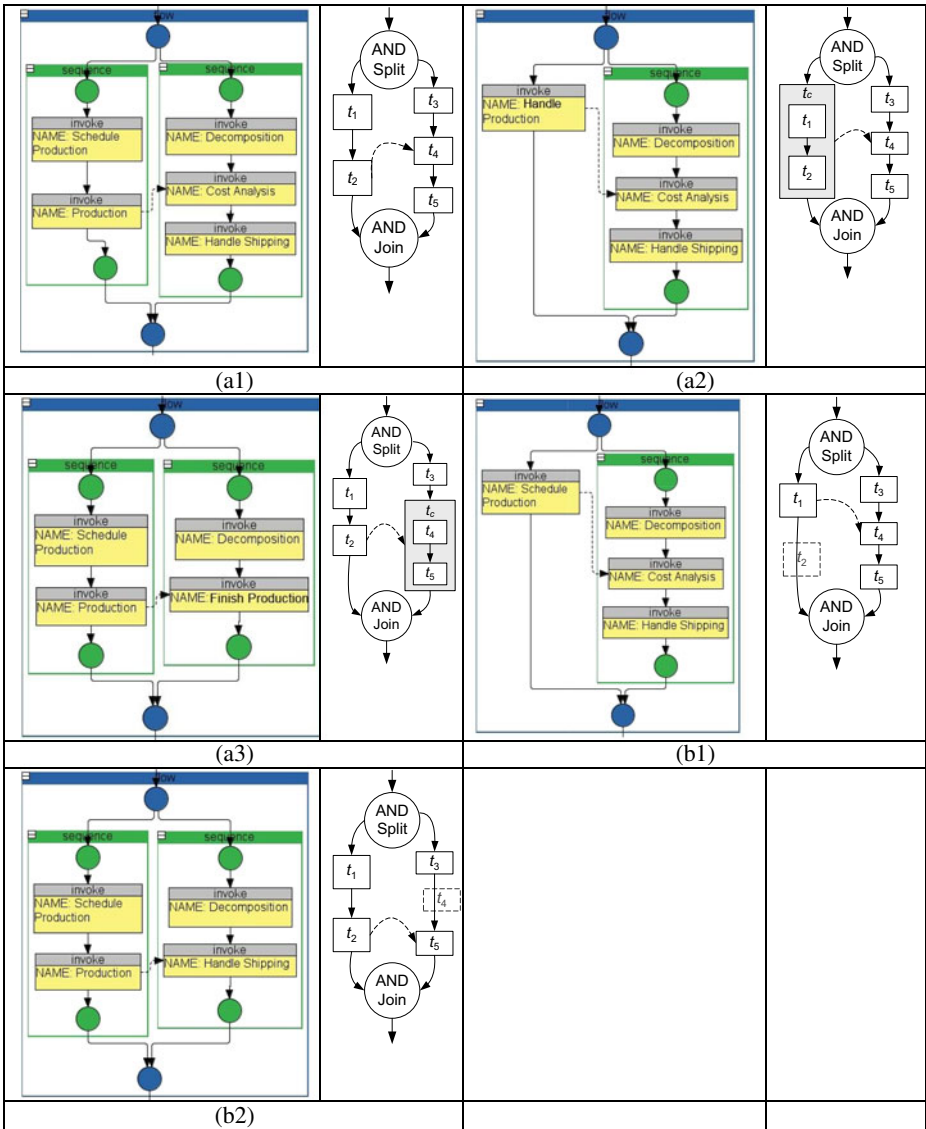 flow
sequence
sequence
invoke
NAME: Schedule
Production
invoke
NAME: Decomposition
invoke
NAME: Production
invoke
NAME: Cost Analysis
invoke
NAME: Handle Shipping
AND
Split
t1
t3
t4
t2
t5
AND
Join
flow
sequence
invoke
NAME: Handle
Production
invoke
NAME: Decomposition
invoke
NAME: Cost Analysis
invoke
NAME: Handle Shipping
AND
Split
tc
t3
t1
t4
t2
t5
AND
Join
(a1)
(a2)
flow
sequence
sequence
invoke
NAME: Schedule
Production
invoke
NAME: Decomposition
invoke
NAME: Production
invoke
NAME: Finish Production
AND
Split
t3
t1
tc
t4
t2
t5
AND
Join
flow
sequence
invoke
NAME: Schedule
Production
invoke
NAME: Decomposition
invoke
NAME: Cost Analysis
invoke
NAME: Handle Shipping
AND
Split
t1
t3
t4
t2
t5
AND
Join
(a3)
(b1)
flow
sequence
sequence
invoke
NAME: Schedule
Production
invoke
NAME: Decomposition
invoke
NAME: Production
invoke
NAME: Handle Shipping
AND
Split
t1
t3
t4
t2
t5
AND
Join
(b2)